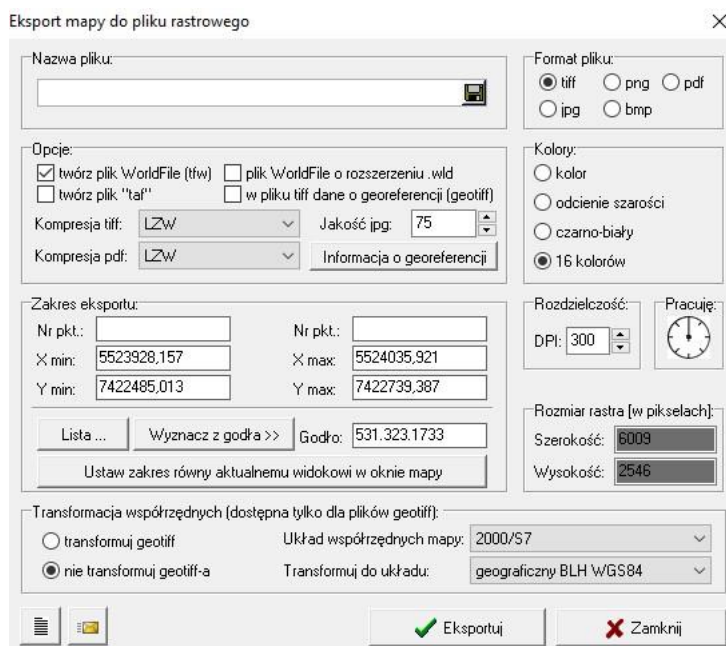 Eksport mapy do pliku rastrowego
Nazwa pliku:
Format pliku:
tiff png pdf
jpg bmp
Opcje:
twórz plik WorldFile (tfw) plik WorldFile o rozszerzeniu .wld
twórz plik "taf" w pliku tiff dane o georeferencji (geotiff)
Kompresja tiff: LZW Jakość jpg: 75
Kompresja pdf: LZW Informacja o georeferencji
Kolory:
kolor
odcienie szarości
czarno-biały
16 kolorów
Zakres eksportu:
Nr pkt.: Nr pkt.:
X min: 5523928,157 X max: 5524035,921
Y min: 7422485,013 Y max: 7422739,387
Lista ... Wyznacz z godła >> Godło: 531.323.1733
Ustaw zakres równy aktualnemu widokowi w oknie mapy
Rozdzielczość:
DPI: 300
Pracuję:
Rozmiar rastra [w pikselach]:
Szerokość: 6009
Wysokość: 2546
Transformacja współrzędnych (dostępna tylko dla plików geotiff):
transformuj geotiff Układ współrzędnych mapy: 2000/S7
nie transformuj geotiff-a Transformuj do układu: geograficzny BLH WGS84
Eksportuj Zamknij